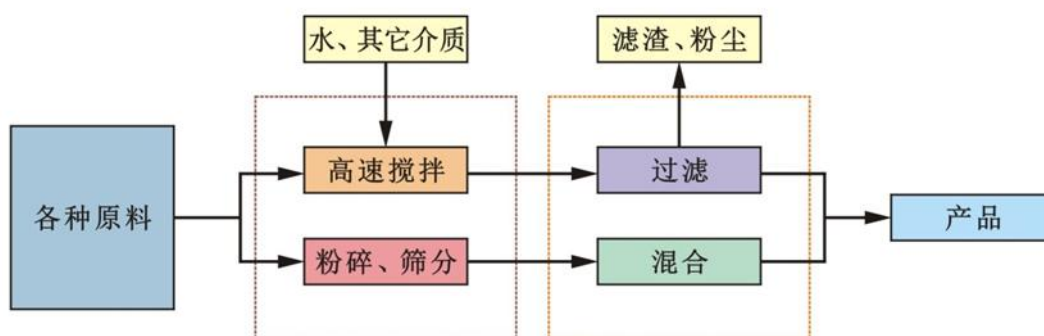 水、其它介质
滤渣、粉尘
各种原料
高速搅拌
过滤
粉碎、筛分
混合
产品